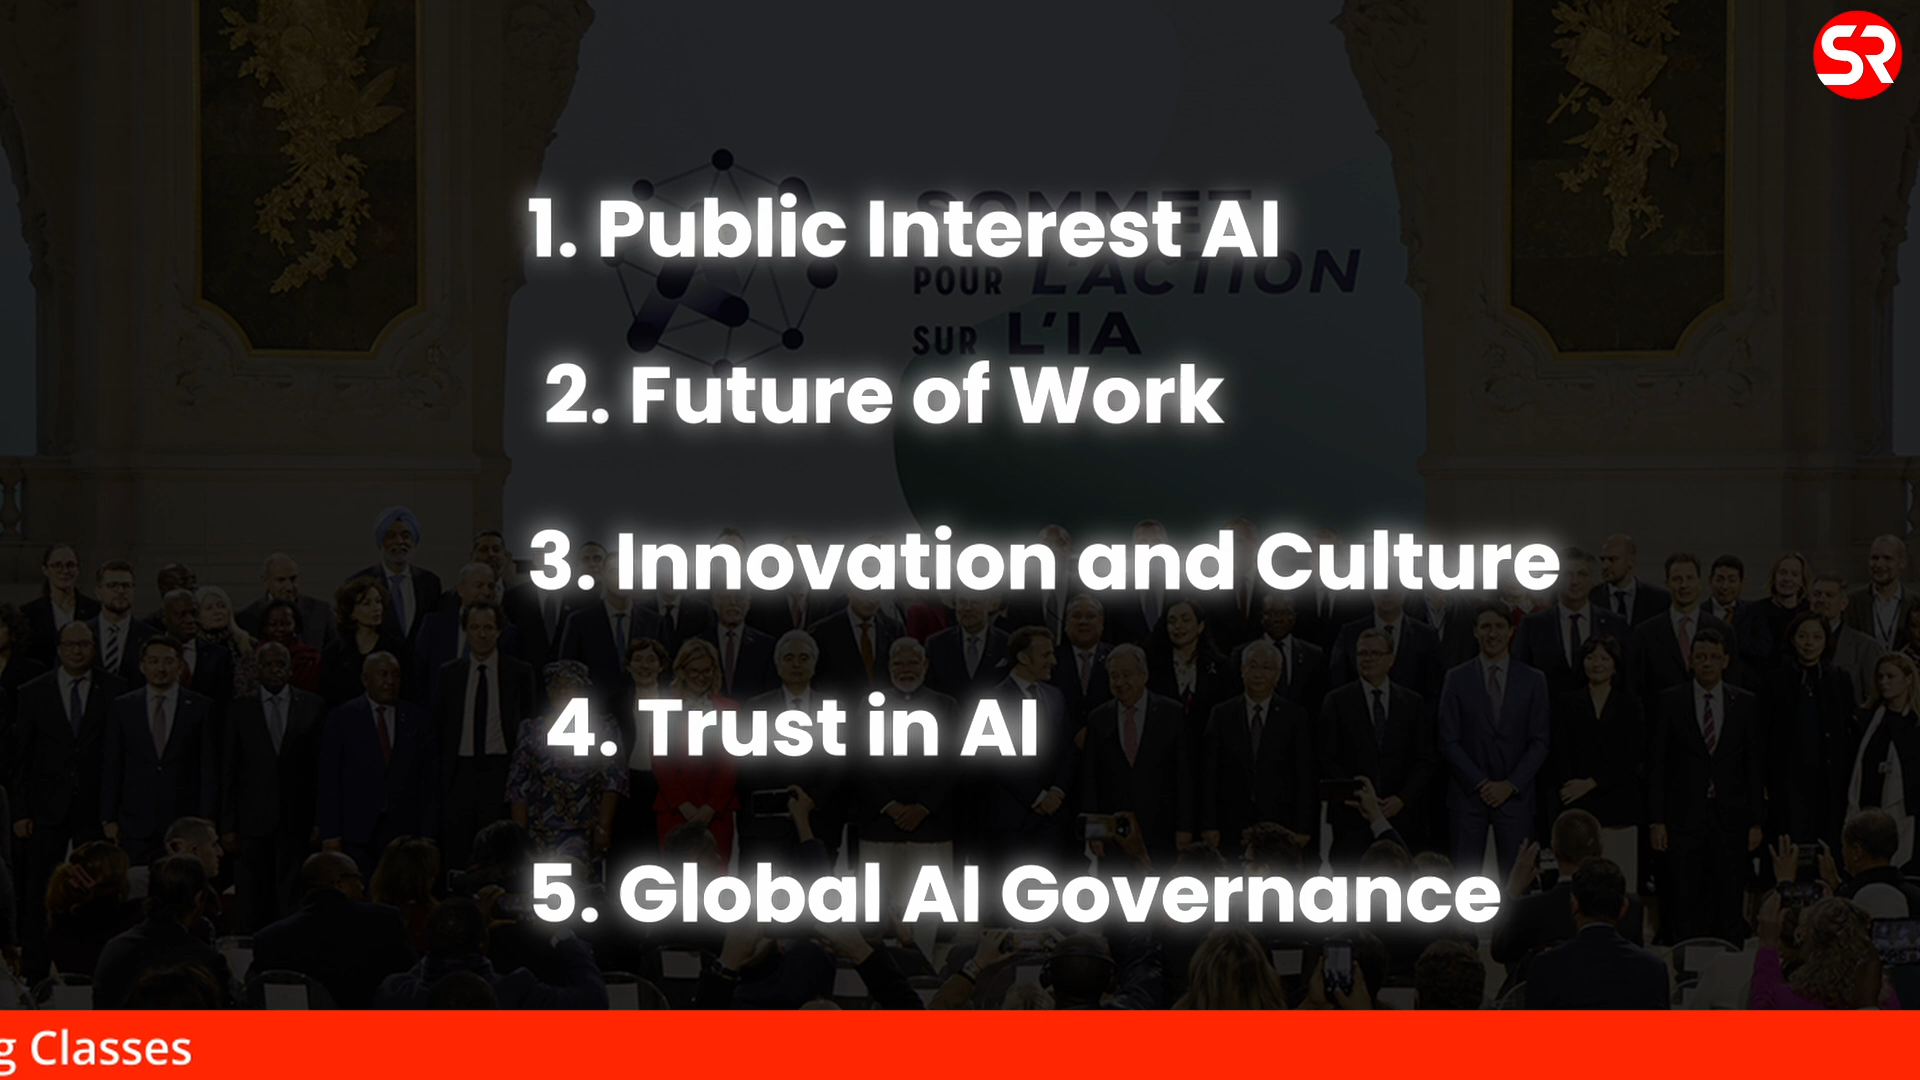 SR
SOMMET
1. Public Interest AI
POUR L'ACTION
SUR L'IA
2. Future of Work
3. Innovation and Culture
4. Trust in AI
5. Global AI Governance
g Classes